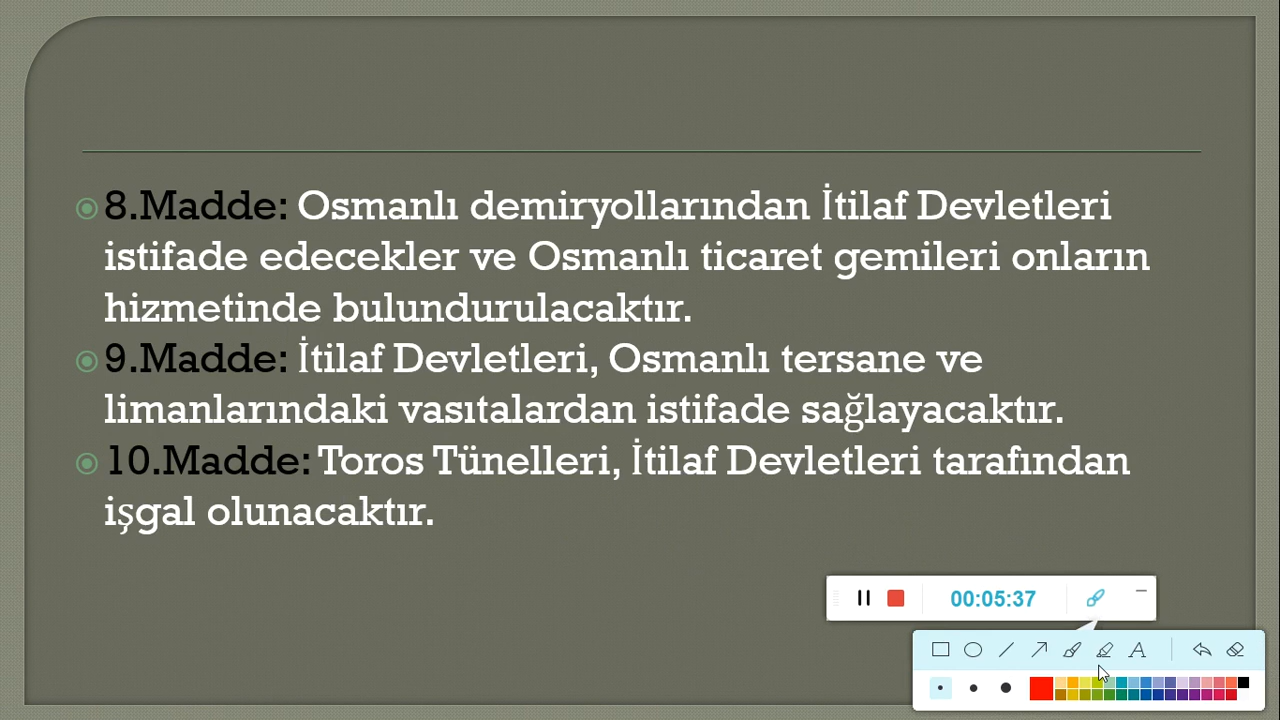 8.Madde: Osmanlı demiryollarından İtilaf Devletleri
istifade edecekler ve Osmanlı ticaret gemileri onların
hizmetinde bulundurulacaktır.
9.Madde: İtilaf Devletleri, Osmanlı tersane ve
limanlarındaki vasıtalardan istifade sağlayacaktır.
10.Madde: Toros Tünelleri, İtilaf Devletleri tarafından
işgal olunacaktır.
00:05:37
A